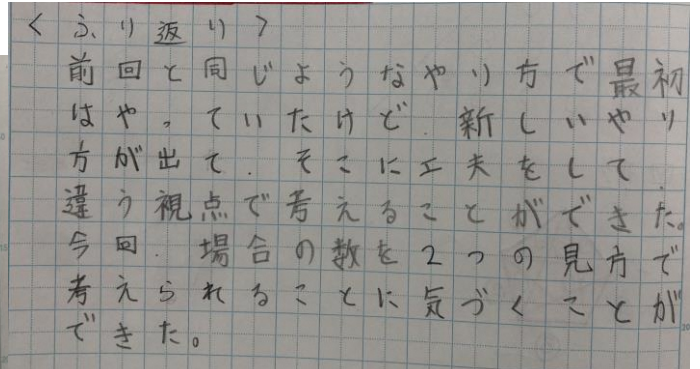 ＜ふり返り＞
前回と同じようなやり方で最初
はやっていたけど、新しいやり
方が出て、そこに工夫をして、
違う視点で考えることができた。
今回、場合の数を2つの見方で
考えられることに気づくことが
できた。